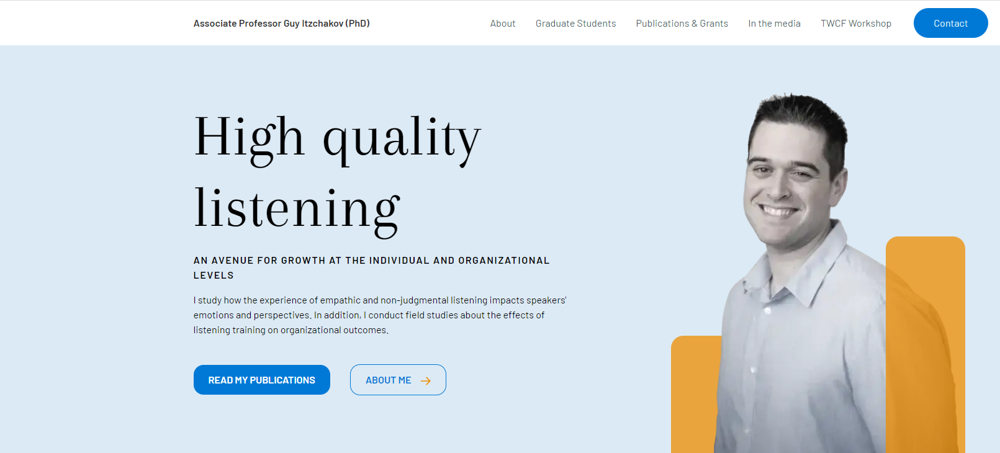 Associate Professor Guy Itzchakov (PhD)
About
Graduate Students
Publications & Grants
In the media
TWCF Workshop
Contact
High quality
listening
AN AVENUE FOR GROWTH AT THE INDIVIDUAL AND ORGANIZATIONAL
LEVELS
I study how the experience of empathic and non-judgmental listening impacts speakers'
emotions and perspectives. In addition, I conduct field studies about the effects of
listening training on organizational outcomes.
READ MY PUBLICATIONS
ABOUT ME